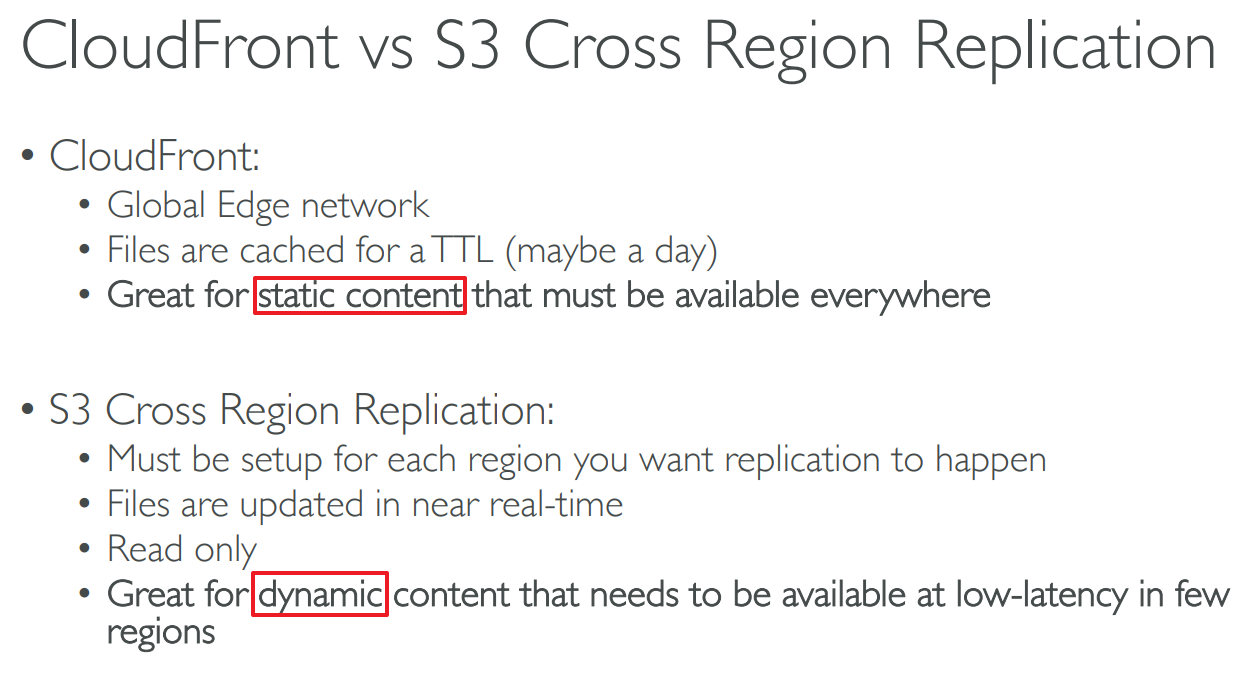 CloudFront vs S3 Cross Region Replication
• CloudFront:
• Global Edge network
• Files are cached for a TTL (maybe a day)
• Great for static content that must be available everywhere
• S3 Cross Region Replication:
• Must be setup for each region you want replication to happen
• Files are updated in near real-time
• Read only
• Great for dynamic content that needs to be available at low-latency in few
regions